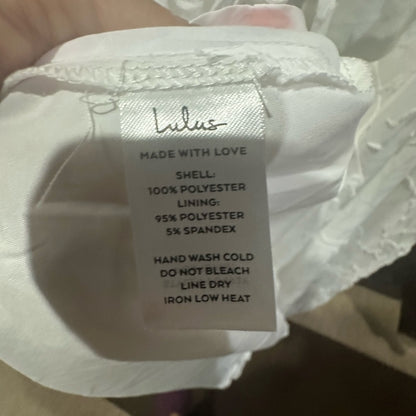 Lulus
MADE WITH LOVE
SHELL:
100% POLYESTER
LINING:
95% POLYESTER
5% SPANDEX
HAND WASH COLD
DO NOT BLEACH
LINE DRY
IRON LOW HEAT